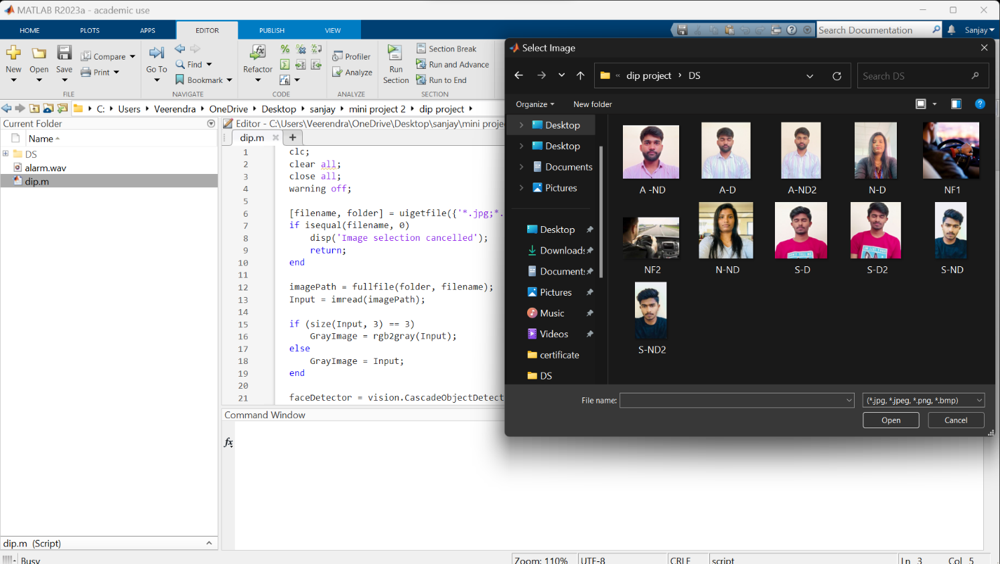 MATLAB R2023a - academic use
HOME PLOTS APPS EDITOR PUBLISH VIEW
Search Documentation
Sanjay
New
Open
Save
Compare
Print
FILE
Go To
Find
Bookmark
NAVIGATE
Refactor
CODE
Profiler
Analyze
ANALYZE
Run
Section
Section Break
Run and Advance
Run to End
SECTION
C: Users Veerendra OneDrive Desktop sanjay mini project 2 dip project
Current Folder
Name
DS
alarm.wav
dip.m
dip.m (Script)
Busy
Editor - C:\Users\Veerendra\OneDrive\Desktop\sanjay\mini proje
dip.m
1 clc;
2 clear all;
3 close all;
4 warning off;
5
6 [filename, folder] = uigetfile({'*.jpg;*.
7 if isequal(filename, 0)
8 disp('Image selection cancelled');
9 return;
10 end
11
12 imagePath = fullfile(folder, filename);
13 Input = imread(imagePath);
14
15 if (size(Input, 3) == 3)
16 GrayImage = rgb2gray(Input);
17 else
18 GrayImage = Input;
19 end
20
21 faceDetector = vision.CascadeObjectDetect
Command Window
fx
Select Image
« dip project › DS
Search DS
Organize
New folder
Desktop
Desktop
Documents
Pictures
Desktop
Downloads
Documents
Pictures
Music
Videos
certificate
DS
A -ND A-D A-ND2 N-D NF1
NF2 N-ND S-D S-D2 S-ND
S-ND2
File name:
(*.jpg, *.jpeg, *.png, *.bmp)
Open
Cancel
Zoom: 110% UTF-8 CRLF script Ln 3 Col 5